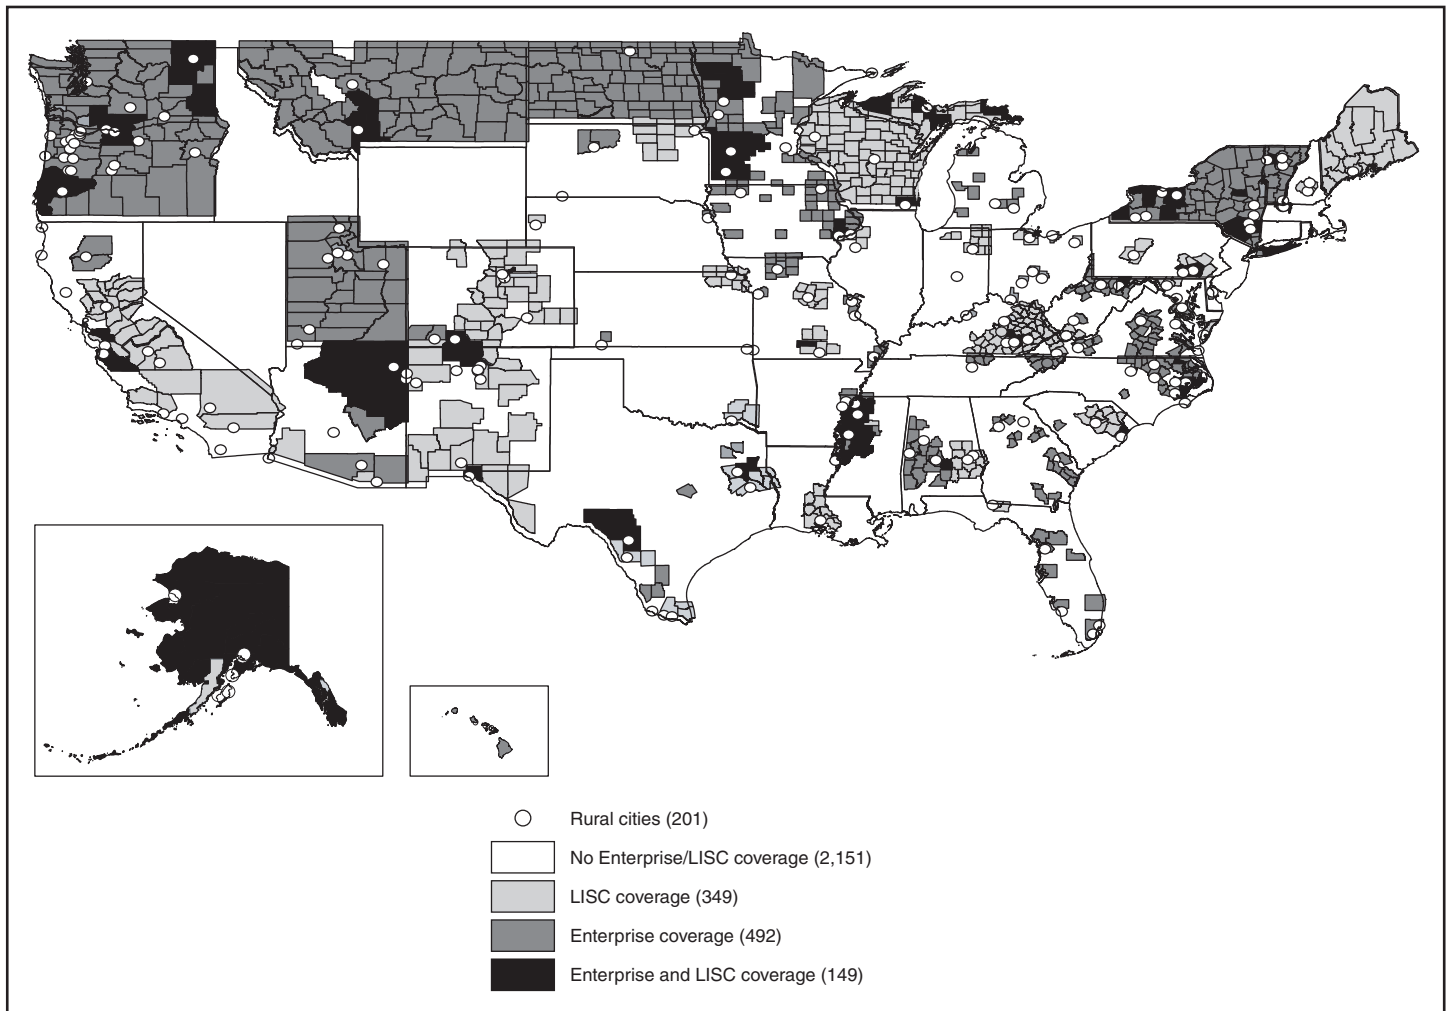 Rural cities (201)
No Enterprise/LISC coverage (2,151)
LISC coverage (349)
Enterprise coverage (492)
Enterprise and LISC coverage (149)